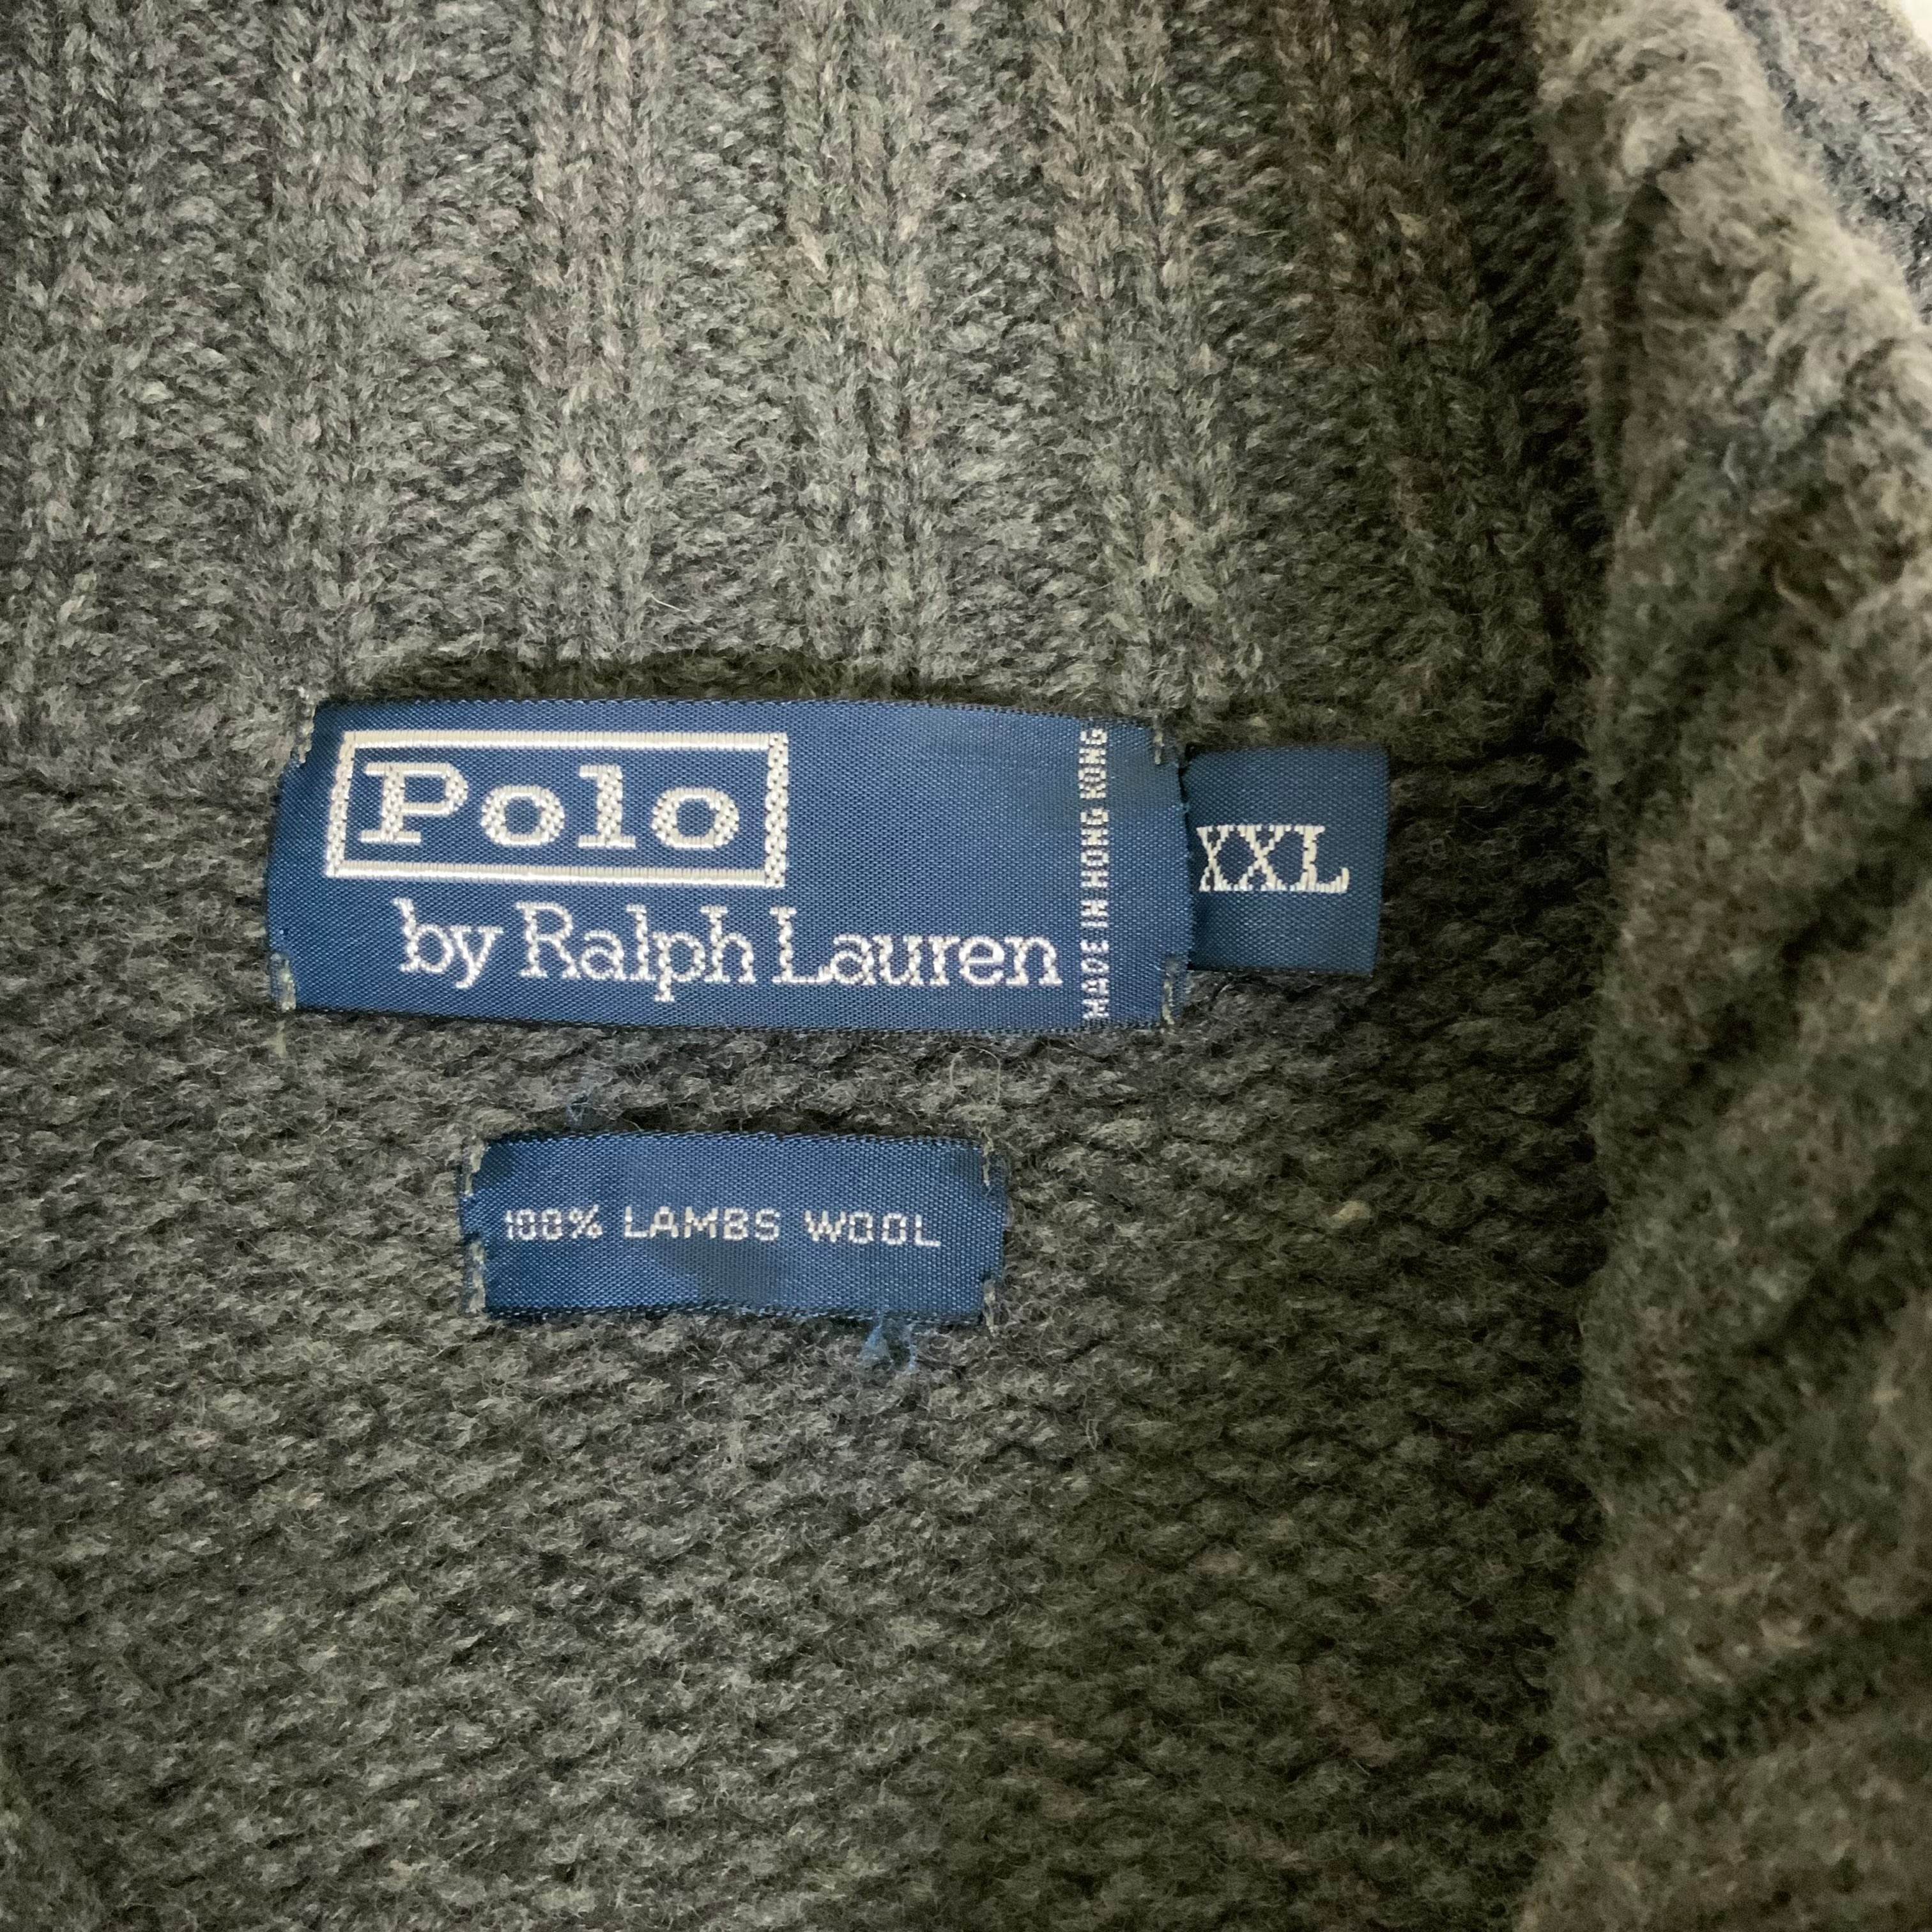 Polo
by Ralph Lauren
MADE IN HONG KONG
XXL
100% LAMBS WOOL